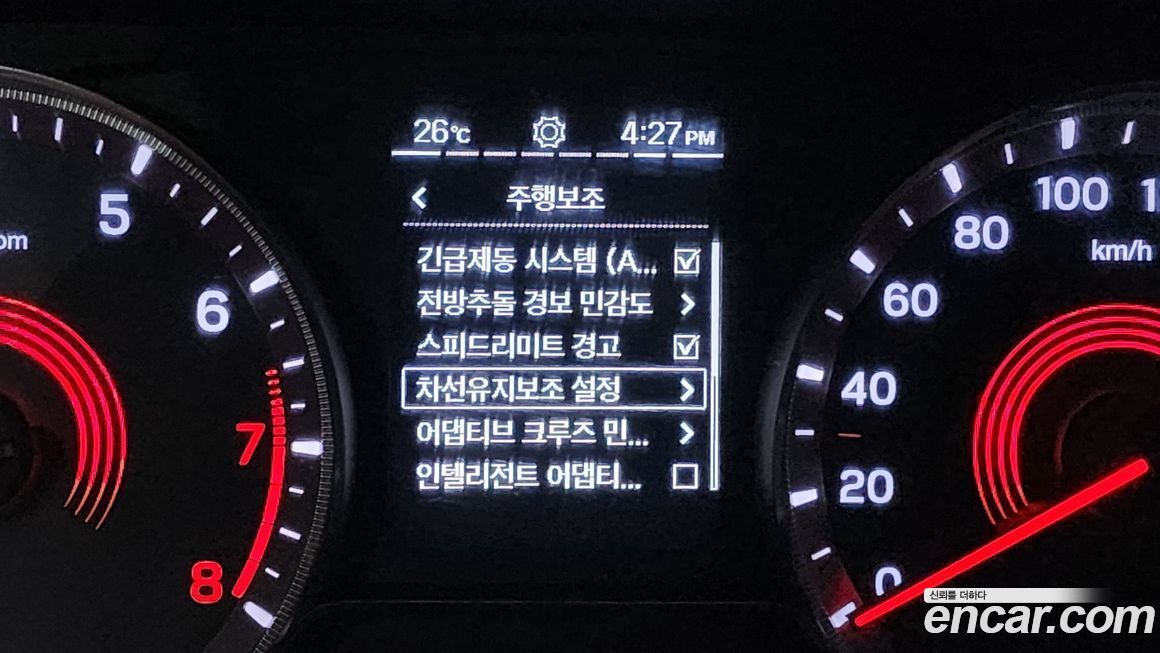 26°C
4:27 PM
< 주행보조
긴급제동 시스템 (A...
전방추돌 경보 민감도 >
스피드리미트 경고
차선유지보조 설정 >
어댑티브 크루즈 민... >
인텔리전트 어댑티...
5
6
7
8
0
20
40
60
80
100
km/h
신뢰를 더하다
encar.com